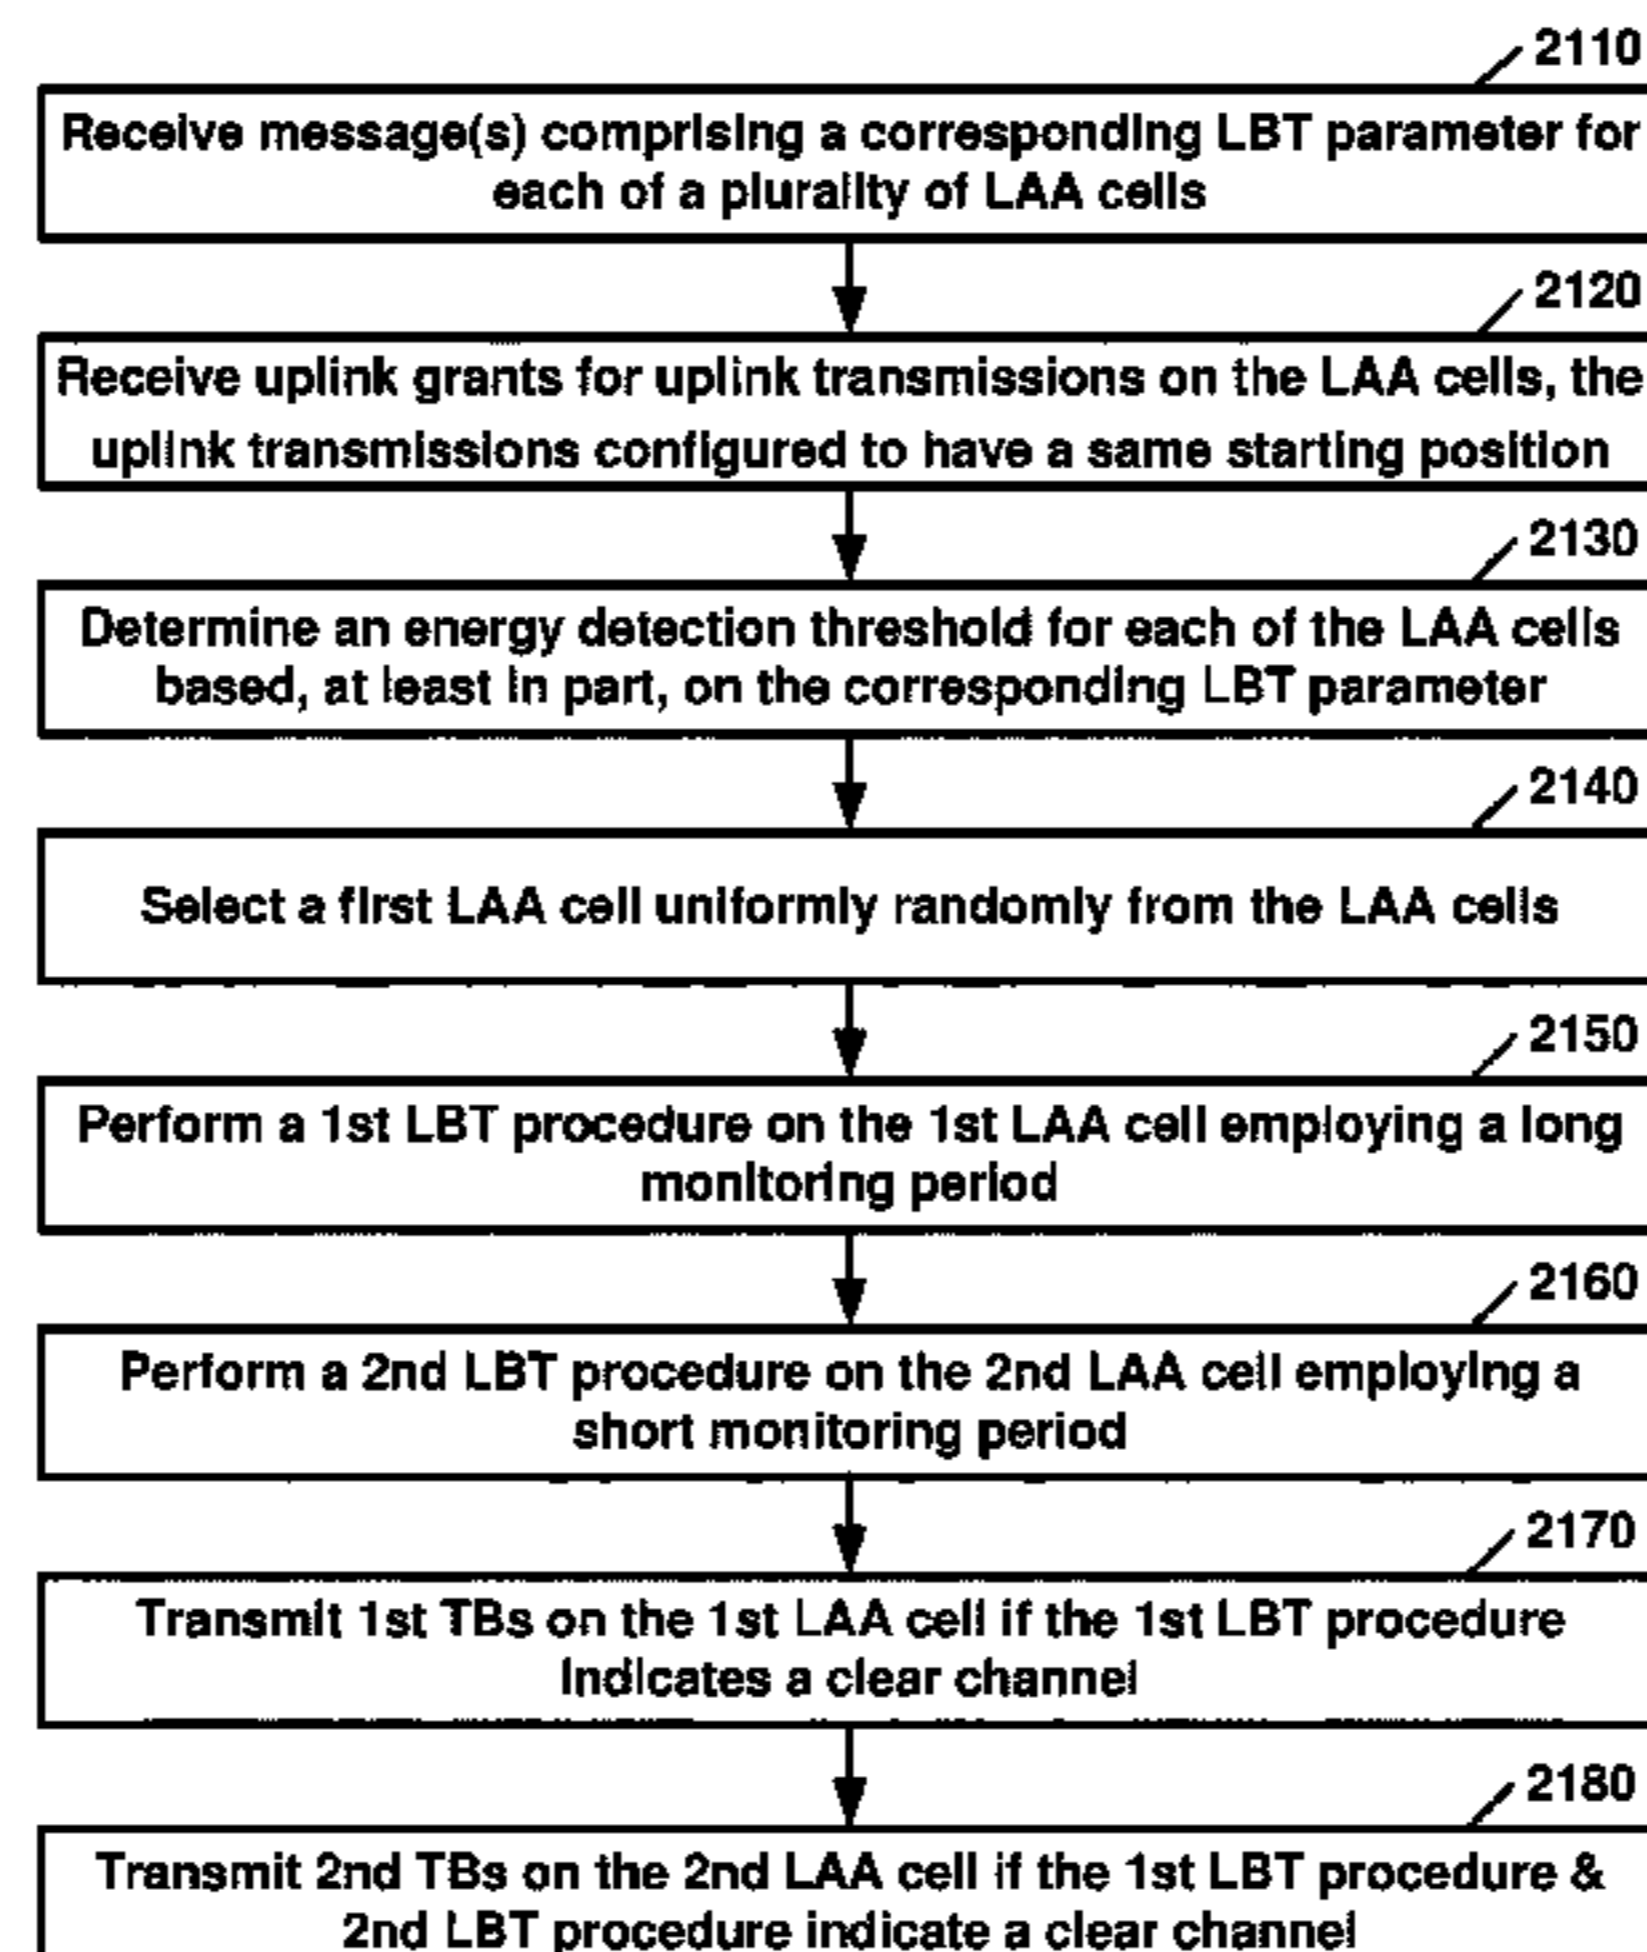 2110
Receive message(s) comprising a corresponding LBT parameter for
each of a plurality of LAA cells
2120
Receive uplink grants for uplink transmissions on the LAA cells, the
uplink transmissions configured to have a same starting position
2130
Determine an energy detection threshold for each of the LAA cells
based, at least in part, on the corresponding LBT parameter
2140
Select a first LAA cell uniformly randomly from the LAA cells
2150
Perform a 1st LBT procedure on the 1st LAA cell employing a long
monitoring period
2160
Perform a 2nd LBT procedure on the 2nd LAA cell employing a
short monitoring period
2170
Transmit 1st TBs on the 1st LAA cell if the 1st LBT procedure
indicates a clear channel
2180
Transmit 2nd TBs on the 2nd LAA cell if the 1st LBT procedure &
2nd LBT procedure indicate a clear channel